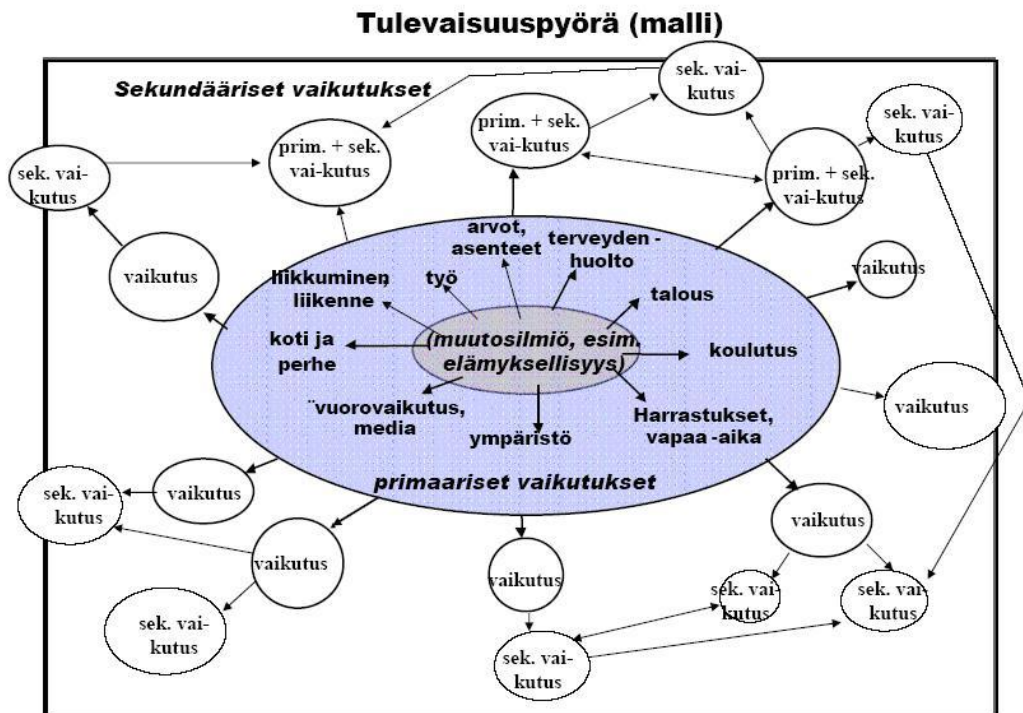 Tulevaisuuspyörä (malli)
Sekundääriset vaikutukset
sek. vai-
kutus
sek. vai-
kutus
prim. + sek.
vai-kutus
prim. + sek.
vai-kutus
prim. + sek.
vai-kutus
sek. vai-
kutus
vaikutus
vaikutus
arvot,
asenteet
terveyden -
huolto
liikkuminen,
liikenne
työ
talous
koti ja
perhe
(muutosilmiö, esim.
elämyksellisyys)
koulutus
¨vuorovaikutus,
media
ympäristö
Harrastukset,
vapaa -aika
primaariset vaikutukset
vaikutus
sek. vai-
kutus
vaikutus
vaikutus
vaikutus
vaikutus
sek. vai-
kutus
sek. vai-
kutus
sek. vai-
kutus
sek. vai-
kutus